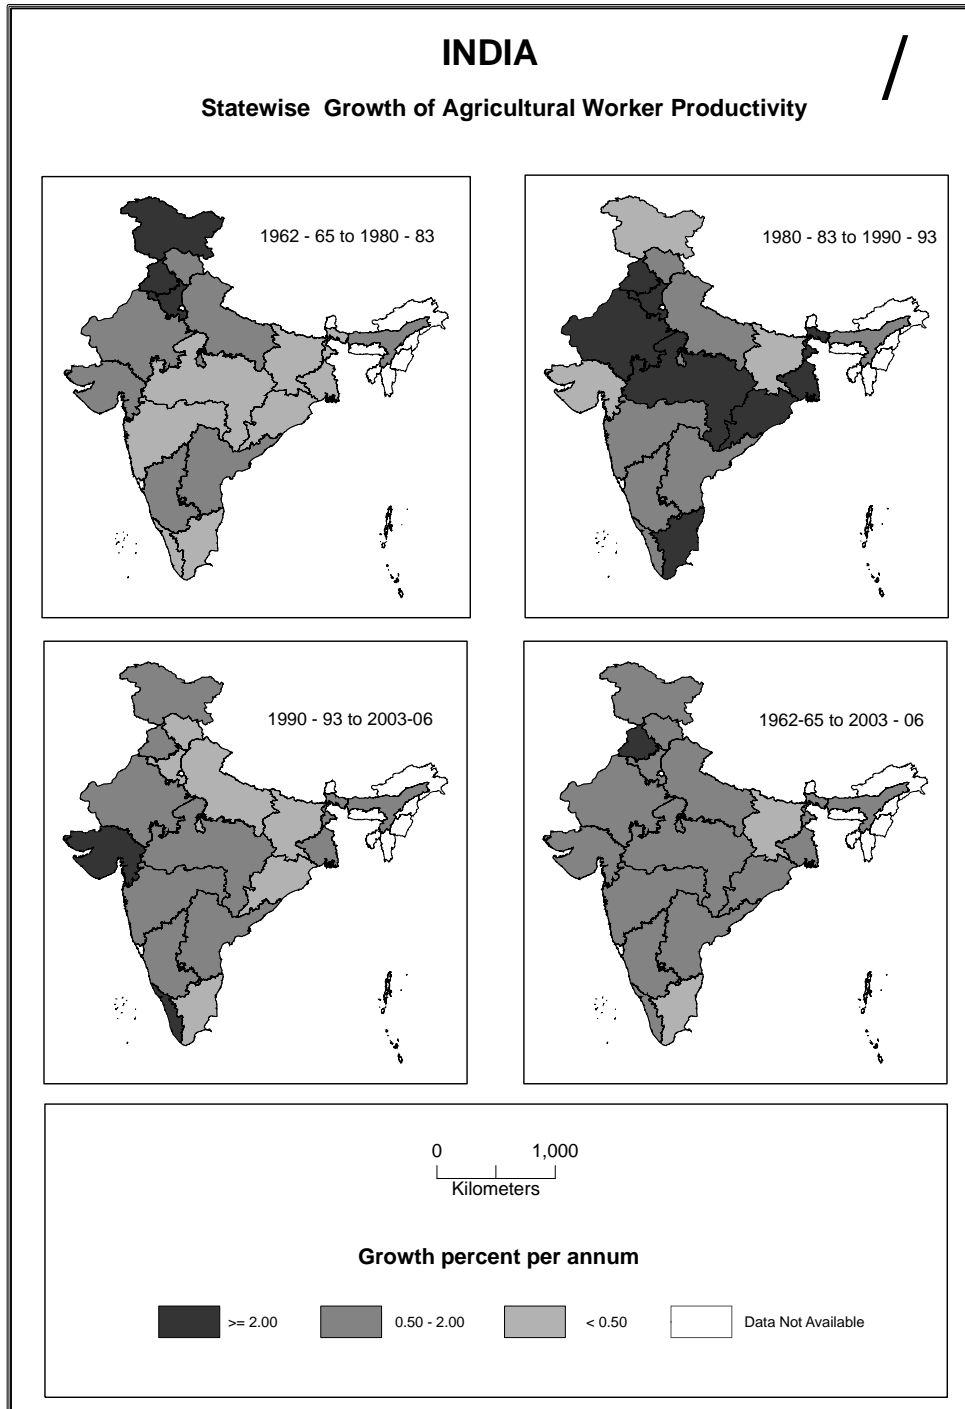 INDIA
/
Statewise Growth of Agricultural Worker Productivity
1962 - 65 to 1980 - 83
1980 - 83 to 1990 - 93
1990 - 93 to 2003-06
1962-65 to 2003 - 06
0 1,000
Kilometers
Growth percent per annum
>= 2.00
0.50 - 2.00
< 0.50
Data Not Available